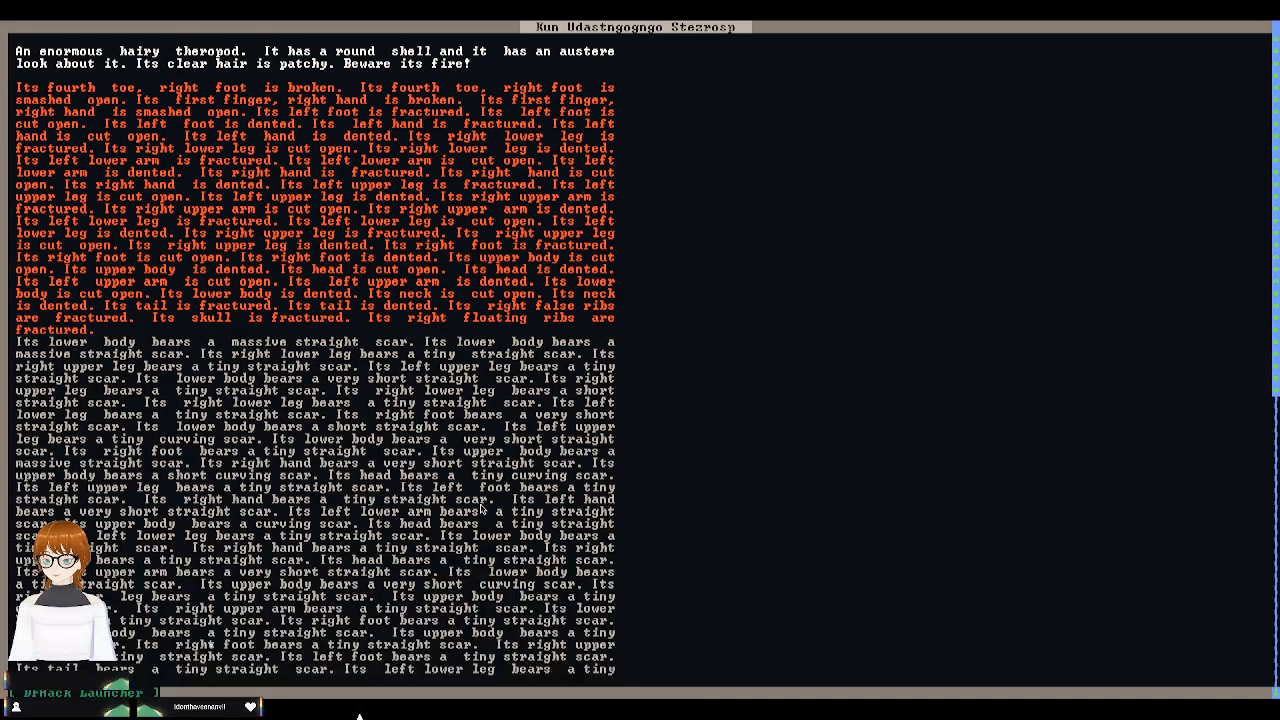 Kun Udastngogngo Stezrosp
An enormous hairy theropod. It has a round shell and it has an austere
look about it. Its clear hair is patchy. Beware its fire!
Its fourth toe, right foot is broken. Its fourth toe, right foot is
smashed open. Its first finger, right hand is broken. Its first finger,
right hand is smashed open. Its left foot is fractured. Its left foot is
cut open. Its left foot is dented. Its left hand is fractured. Its left
hand is cut open. Its left hand is dented. Its right lower leg is
fractured. Its right lower leg is cut open. Its right lower leg is dented.
Its left lower arm is fractured. Its left lower arm is cut open. Its left
lower arm is dented. Its right hand is fractured. Its right hand is cut
open. Its right hand is dented. Its left upper leg is fractured. Its left
upper leg is cut open. Its left upper leg is dented. Its right upper arm is
fractured. Its right upper arm is cut open. Its right upper arm is dented.
Its left lower leg is fractured. Its left lower leg is cut open. Its left
lower leg is dented. Its right upper leg is fractured. Its right upper leg
is cut open. Its right upper leg is dented. Its right foot is fractured.
Its right foot is cut open. Its right foot is dented. Its upper body is cut
open. Its upper body is dented. Its head is cut open. Its head is dented.
Its left upper arm is cut open. Its left upper arm is dented. Its lower
body is cut open. Its lower body is dented. Its neck is cut open. Its neck
is dented. Its tail is fractured. Its tail is dented. Its right false ribs
are fractured. Its skull is fractured. Its right floating ribs are
fractured.
Its lower body bears a massive straight scar. Its lower body bears a
massive straight scar. Its right lower leg bears a tiny straight scar. Its
right upper leg bears a tiny straight scar. Its left upper leg bears a tiny
straight scar. Its lower body bears a very short straight scar. Its right
upper leg bears a tiny straight scar. Its right lower leg bears a short
straight scar. Its right lower leg bears a tiny straight scar. Its left
lower leg bears a tiny straight scar. Its right foot bears a very short
straight scar. Its lower body bears a short straight scar. Its left upper
leg bears a tiny curving scar. Its lower body bears a very short straight
scar. Its right foot bears a tiny straight scar. Its upper body bears a
massive straight scar. Its right hand bears a very short straight scar. Its
upper body bears a short curving scar. Its head bears a tiny curving scar.
Its left upper leg bears a tiny straight scar. Its left foot bears a tiny
straight scar. Its right hand bears a tiny straight scar. Its left hand
bears a very short straight scar. Its left lower arm bears a tiny straight
scar. Its upper body bears a curving scar. Its head bears a tiny straight
left lower leg bears a tiny straight scar. Its lower body bears a
scar. Its right hand bears a tiny straight scar. Its right
bears a tiny straight scar. Its head bears a tiny straight scar.
Its upper arm bears a very short straight scar. Its lower body bears
a scar. Its upper body bears a very short curving scar. Its
leg bears a tiny straight scar. Its upper body bears a tiny
Its right upper arm bears a tiny straight scar. Its lower
tiny straight scar. Its right foot bears a tiny straight scar.
bears a tiny straight scar. Its upper body bears a tiny
Its right foot bears a tiny straight scar. Its right upper
straight scar. Its left foot bears a tiny straight scar.
Its tail bears a tiny straight scar. Its left lower leg bears a tiny
[ DFHack Launcher ]
Idonthaveenanvil